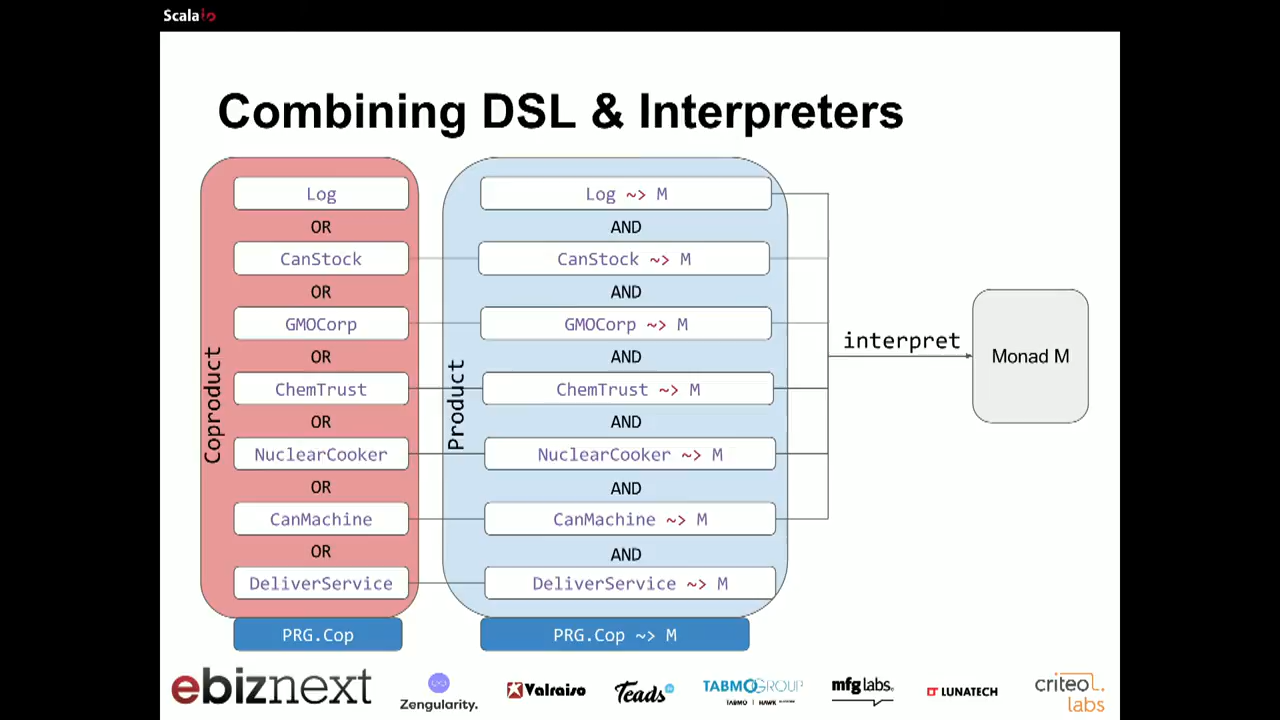 Scala.io
Combining DSL & Interpreters
Coproduct
Log
OR
CanStock
OR
GMOCorp
OR
ChemTrust
OR
NuclearCooker
OR
CanMachine
OR
DeliverService
PRG.Cop
Product
Log ~> M
AND
CanStock ~> M
AND
GMOCorp ~> M
AND
ChemTrust ~> M
AND
NuclearCooker ~> M
AND
CanMachine ~> M
AND
DeliverService ~> M
PRG.Cop ~> M
interpret
Monad M
ebiznext
Zengularity.
Valraiso
Teads
TABMO GROUP
TABMO | HAWK
mfg labs.
LUNATECH
criteo.
labs